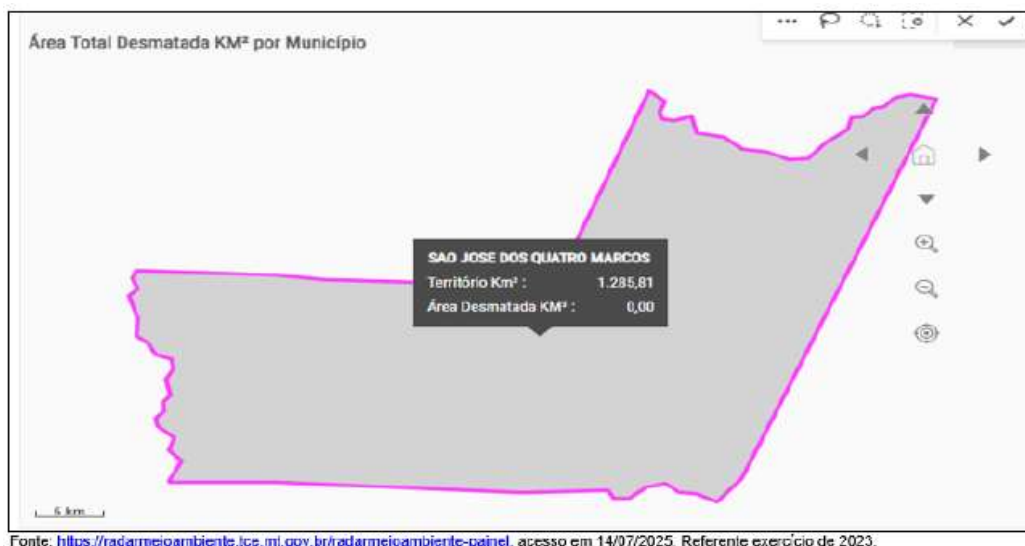 Área Total Desmatada KM² por Município
SAO JOSE DOS QUATRO MARCOS
Território Km² : 1.285,81
Área Desmatada KM² : 0,00
5 km
Fonte: https://radarmeioambiente.tce.mt.gov.br/radarmeioambiente-painel, acesso em 14/07/2025. Referente exercício de 2023.